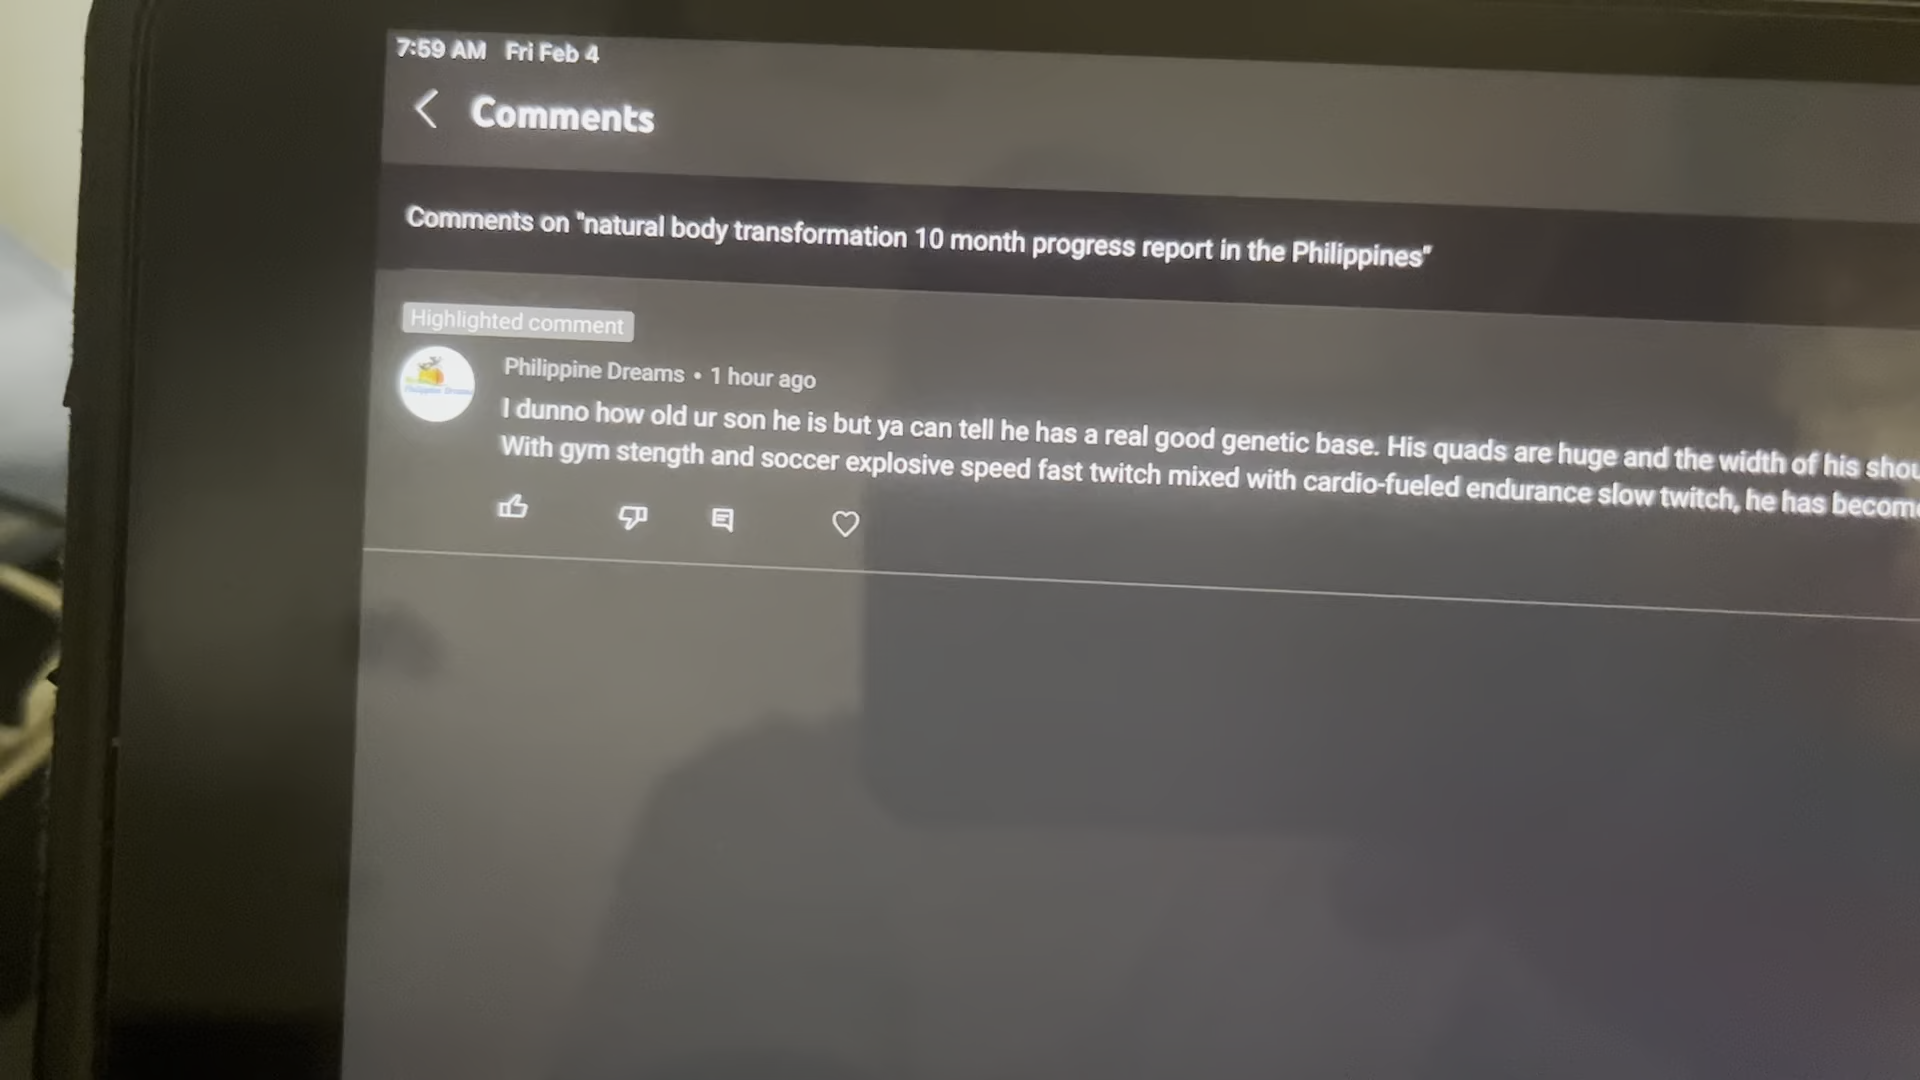 7:59 AM Fri Feb 4
Comments
Comments on "natural body transformation 10 month progress report in the Philippines"
Highlighted comment
Philippine Dreams • 1 hour ago
I dunno how old ur son he is but ya can tell he has a real good genetic base. His quads are huge and the width of his shou
With gym stength and soccer explosive speed fast twitch mixed with cardio-fueled endurance slow twitch, he has become